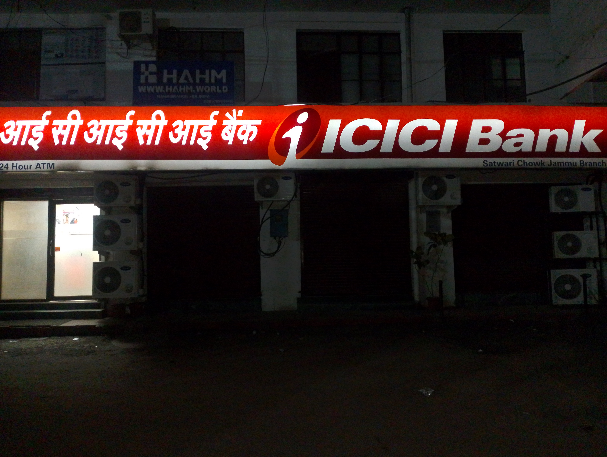 HAHM
WWW.HAHM.WORLD
आई सी आई सी आई बैंक
ICICI Bank
24 Hour ATM
Satwari Chowk Jammu Branch